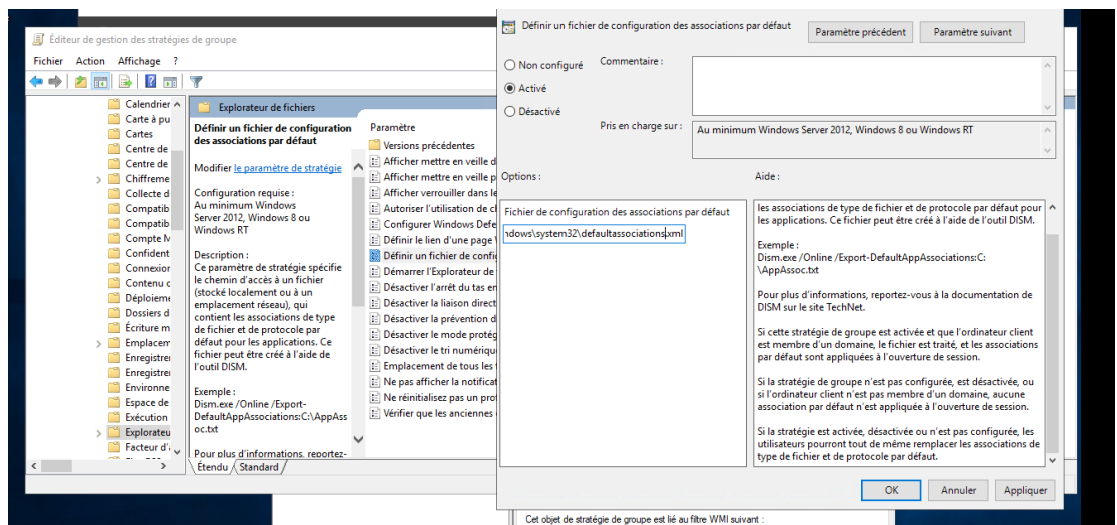 Éditeur de gestion des stratégies de groupe
Fichier Action Affichage ?
Calendrier
Carte à pu
Cartes
Centre de
Centre de
Chiffreme
Collecte d
Compatib
Compatib
Compte M
Confident
Connexior
Contenu c
Déploieme
Dossiers d
Écriture m
Emplacem
Enregistrer
Enregistrer
Environne
Espace de
Exécution
Explorateu
Facteur d'
Explorateur de fichiers
Définir un fichier de configuration
des associations par défaut
Modifier le paramètre de stratégie
Configuration requise :
Au minimum Windows
Server 2012, Windows 8 ou
Windows RT
Description :
Ce paramètre de stratégie spécifie
le chemin d'accès à un fichier
(stocké localement ou à un
emplacement réseau), qui
contient les associations de type
de fichier et de protocole par
défaut pour les applications. Ce
fichier peut être créé à l'aide de
l'outil DISM.
Exemple :
Dism.exe /Online /Export-
DefaultAppAssociations:C:\AppAss
oc.txt
Pour plus d'informations, reportez-
Paramètre
Versions précédentes
Afficher mettre en veille d
Afficher mettre en veille p
Afficher verrouiller dans le
Autoriser l'utilisation de cl
Configurer Windows Defe
Définir le lien d'une page
Définir un fichier de config
Démarrer l'Explorateur de
Désactiver l'arrêt du tas en
Désactiver la liaison direct
Désactiver la prévention d
Désactiver le mode protég
Désactiver le tri numériqu
Emplacement de tous les f
Ne pas afficher la notificat
Ne réinitialisez pas un pro
Vérifier que les anciennes
Étendu Standard
Définir un fichier de configuration des associations par défaut
Paramètre précédent Paramètre suivant
Non configuré
Activé
Désactivé
Commentaire :
Pris en charge sur :
Au minimum Windows Server 2012, Windows 8 ou Windows RT
Options :
Aide :
Fichier de configuration des associations par défaut
dows\system32\defaultassociations.xml
les associations de type de fichier et de protocole par défaut pour
les applications. Ce fichier peut être créé à l'aide de l'outil DISM.
Exemple :
Dism.exe /Online /Export-DefaultAppAssociations:C:
\AppAssoc.txt
Pour plus d'informations, reportez-vous à la documentation de
DISM sur le site TechNet.
Si cette stratégie de groupe est activée et que l'ordinateur client
est membre d'un domaine, le fichier est traité, et les associations
par défaut sont appliquées à l'ouverture de session.
Si la stratégie de groupe n'est pas configurée, est désactivée, ou
si l'ordinateur client n'est pas membre d'un domaine, aucune
association par défaut n'est appliquée à l'ouverture de session.
Si la stratégie est activée, désactivée ou n'est pas configurée, les
utilisateurs pourront tout de même remplacer les associations de
type de fichier et de protocole par défaut.
OK Annuler Appliquer
Cet objet de stratégie de groupe est lié au filtre WMI suivant :